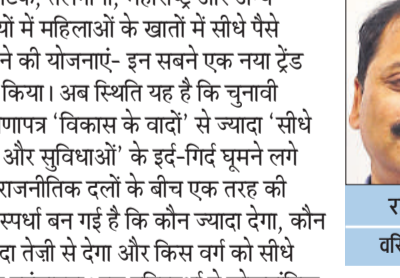 यों में महिलाओं के खातों में सीधे पैसे
ने की योजनाएं- इन सबने एक नया ट्रेंड
किया। अब स्थिति यह है कि चुनावी
णापत्र ‘विकास के वादों’ से ज्यादा ‘सीधे
और सुविधाओं’ के इर्द-गिर्द घूमने लगे
राजनीतिक दलों के बीच एक तरह की
स्पर्धा बन गई है कि कौन ज्यादा देगा, कौन
दा तेज़ी से देगा और किस वर्ग को सीधे